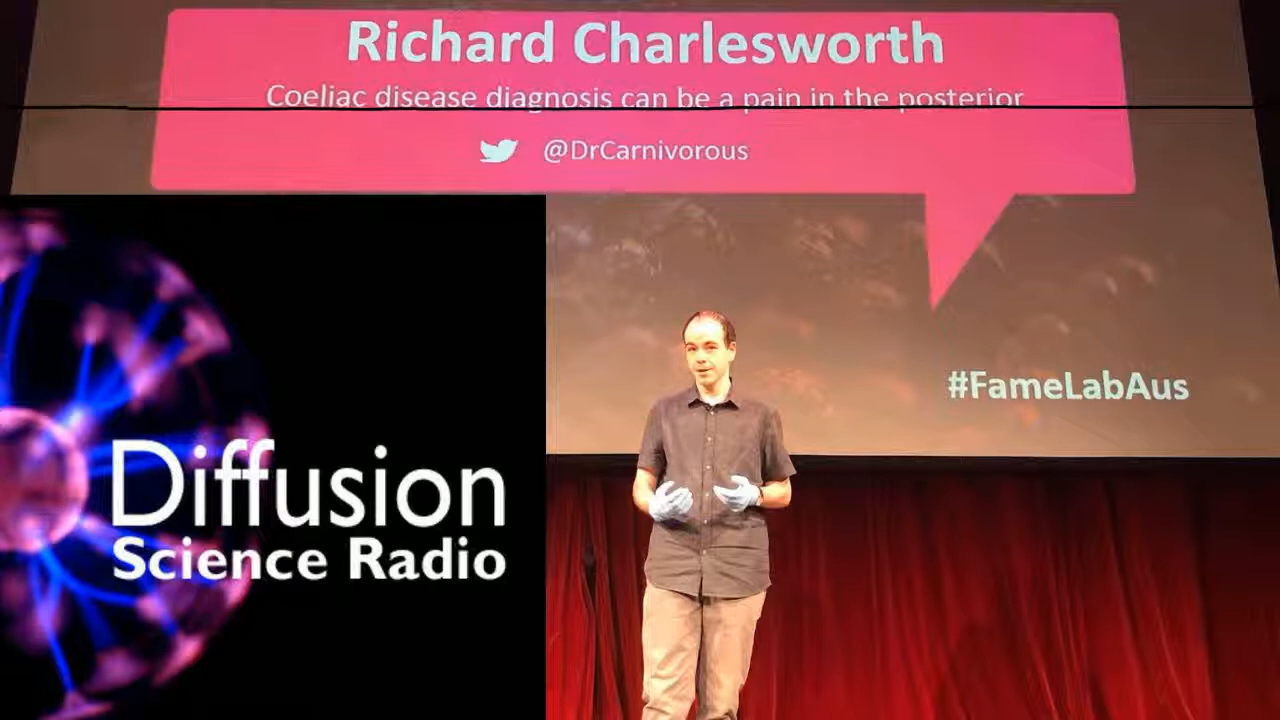 Richard Charlesworth
Coeliac disease diagnosis can be a pain in the posterior
@DrCarnivorous
#FameLabAus
Diffusion
Science Radio